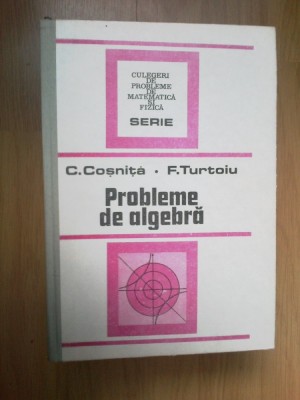 CULEGERI
DE
PROBLEME
DE
MATEMATICĂ
ŞI
FIZICĂ
SERIE
C.Coşniţă • F.Turtoiu
Probleme
de algebră